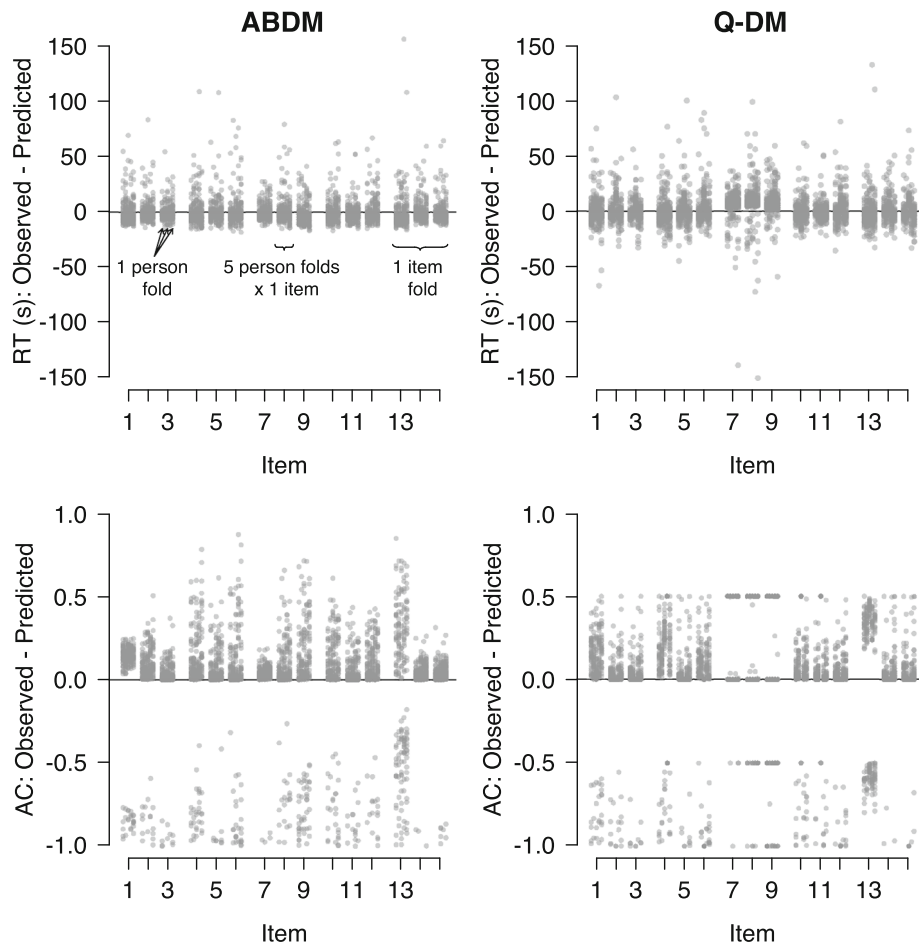 ABDM
Q-DM
RT (s): Observed - Predicted
150
100
50
0
-50
-100
-150
1 person
fold
5 person folds
x 1 item
1 item
fold
1 3 5 7 9 11 13
Item
RT (s): Observed - Predicted
150
100
50
0
-50
-100
-150
1 3 5 7 9 11 13
Item
AC: Observed - Predicted
1.0
0.5
0.0
-0.5
-1.0
1 3 5 7 9 11 13
Item
AC: Observed - Predicted
1.0
0.5
0.0
-0.5
-1.0
1 3 5 7 9 11 13
Item